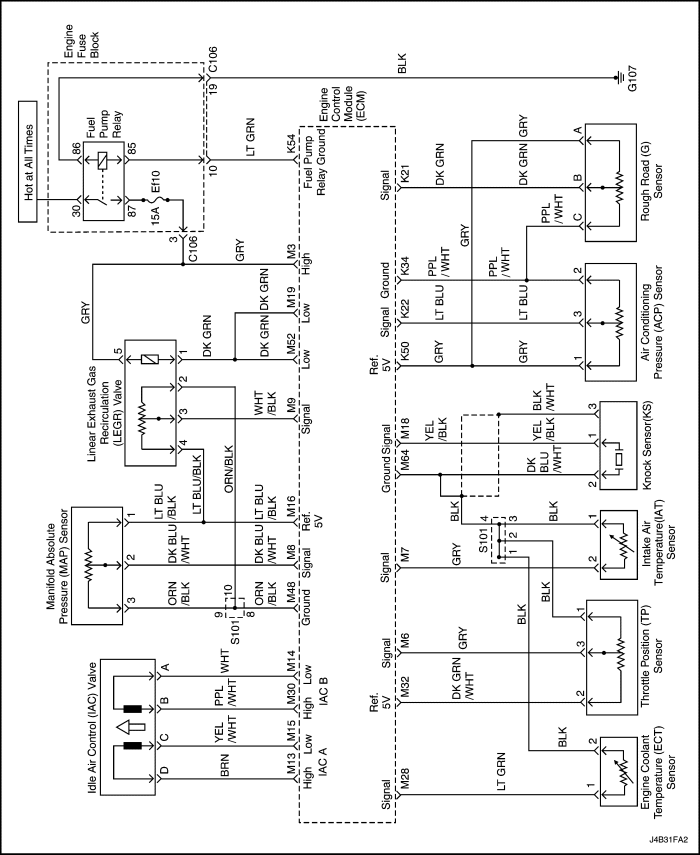 Engine
Fuse
Block
C106
19
BLK
G107
Hot at All Times
Fuel
Pump
Relay
86
85
30
87
Ef10
15A
10
LT GRN
K54
Fuel Pump
Relay Ground
Engine
Control
Module
(ECM)
3
C106
GRY
M3
High
GRY
DK GRN
M19
Low
5
1
DK GRN
DK GRN
M52
Low
Linear Exhaust Gas
Recirculation
(LEGR) Valve
2
3
4
WHT
/BLK
M9
Signal
LT BLU/BLK
ORN/BLK
Manifold Absolute
Pressure (MAP) Sensor
1
LT BLU
/BLK
LT BLU
/BLK
M16
Ref.
5V
2
DK BLU
/WHT
DK BLU
/WHT
M8
Signal
3
ORN
/BLK
9
10
8
S101
ORN
/BLK
M48
Ground
Idle Air Control (IAC) Valve
A
WHT
M14
Low
B
PPL
/WHT
M30
High
IAC B
C
YEL
/WHT
M15
Low
D
BRN
M13
High
IAC A
Signal
K21
DK GRN
DK GRN
GRY
GRY
A
B
C
PPL
/WHT
Rough Road (G)
Sensor
Ground
K34
PPL
/WHT
PPL
/WHT
2
Signal
K22
LT BLU
LT BLU
3
Ref.
5V
K50
GRY
GRY
1
Air Conditioning
Pressure (ACP) Sensor
Signal
M18
YEL
/BLK
YEL
/BLK
1
BLK
/WHT
3
Ground
M64
DK
BLU
/WHT
2
Knock Sensor(KS)
BLK
S101
4
3
2
1
BLK
1
Signal
M7
GRY
2
Intake Air
Temperature(IAT)
Sensor
BLK
BLK
1
Signal
M6
GRY
3
Ref.
5V
M32
DK GRN
/WHT
2
Throttle Position (TP)
Sensor
BLK
2
Signal
M28
LT GRN
1
Engine Coolant
Temperature (ECT)
Sensor
J4B31FA2